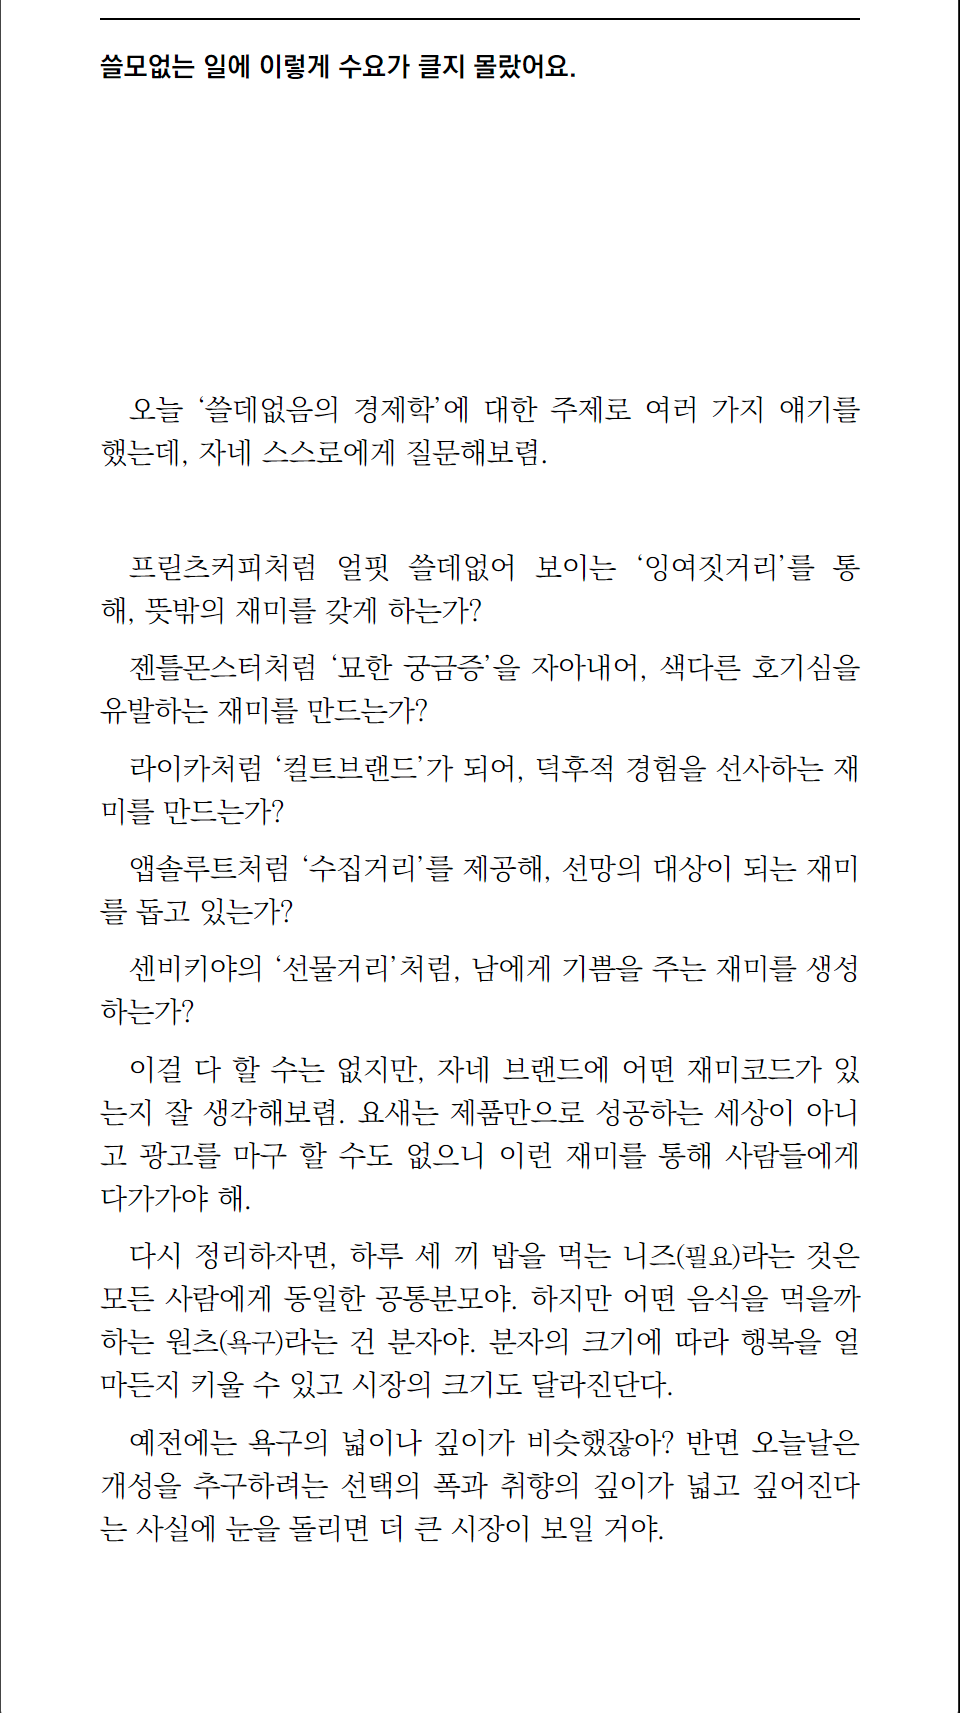 쓸모없는 일에 이렇게 수요가 클지 몰랐어요.
오늘 ‘쓸데없음의 경제학’에 대한 주제로 여러 가지 얘기를
했는데, 자네 스스로에게 질문해보렴.
프릳츠커피처럼 얼핏 쓸데없어 보이는 ‘잉여짓거리’를 통
해, 뜻밖의 재미를 갖게 하는가?
젠틀몬스터처럼 ‘묘한 궁금증’을 자아내어, 색다른 호기심을
유발하는 재미를 만드는가?
라이카처럼 ‘컬트브랜드’가 되어, 덕후적 경험을 선사하는 재
미를 만드는가?
앱솔루트처럼 ‘수집거리’를 제공해, 선망의 대상이 되는 재미
를 돕고 있는가?
센비키야의 ‘선물거리’처럼, 남에게 기쁨을 주는 재미를 생성
하는가?
이걸 다 할 수는 없지만, 자네 브랜드에 어떤 재미코드가 있
는지 잘 생각해보렴. 요새는 제품만으로 성공하는 세상이 아니
고 광고를 마구 할 수도 없으니 이런 재미를 통해 사람들에게
다가가야 해.
다시 정리하자면, 하루 세 끼 밥을 먹는 니즈(필요)라는 것은
모든 사람에게 동일한 공통분모야. 하지만 어떤 음식을 먹을까
하는 원츠(욕구)라는 건 분자야. 분자의 크기에 따라 행복을 얼
마든지 키울 수 있고 시장의 크기도 달라진단다.
예전에는 욕구의 넓이나 깊이가 비슷했잖아? 반면 오늘날은
개성을 추구하려는 선택의 폭과 취향의 깊이가 넓고 깊어진다
는 사실에 눈을 돌리면 더 큰 시장이 보일 거야.